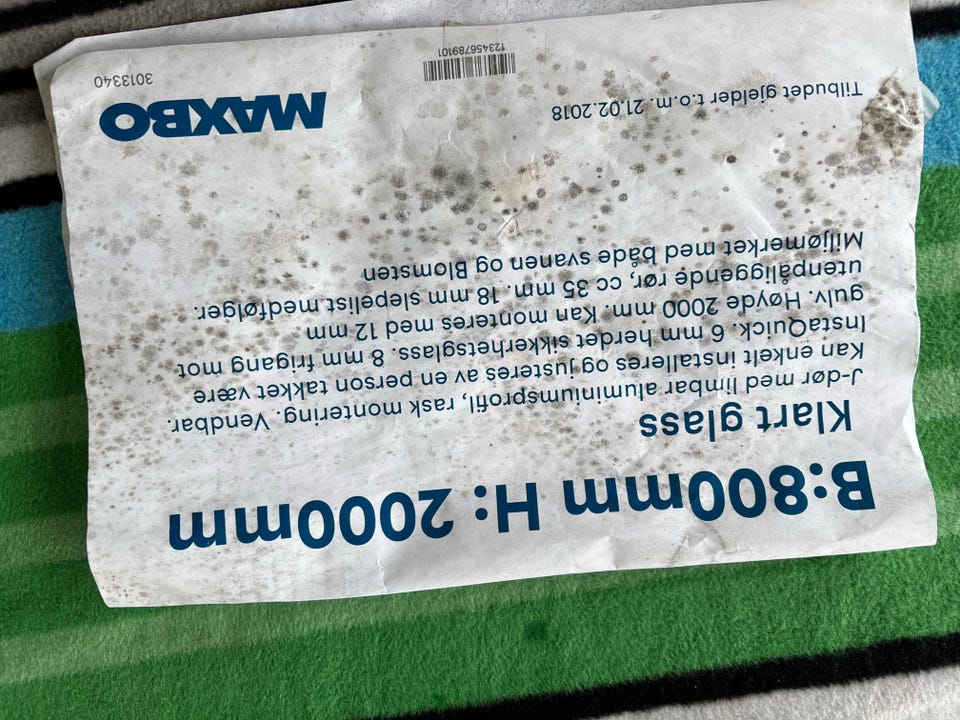 B:800mm H: 2000mm
Klart glass
J-dør med limbar aluminiumsprofil, rask montering. Vendbar.
Kan enkelt installeres og justeres av en person takket være
InstaQuick. 6 mm herdet sikkerhetsglass. 8 mm frigang mot
gulv. Høyde 2000 mm. Kan monteres med 12 mm
utenpåliggende rør, cc 35 mm. 18 mm slepelist medfølger.
Miljømerket med både svanen og Blomsten
Tilbudet gjelder t.o.m. 21.02.2018
123456789101
MAXBO
3013340